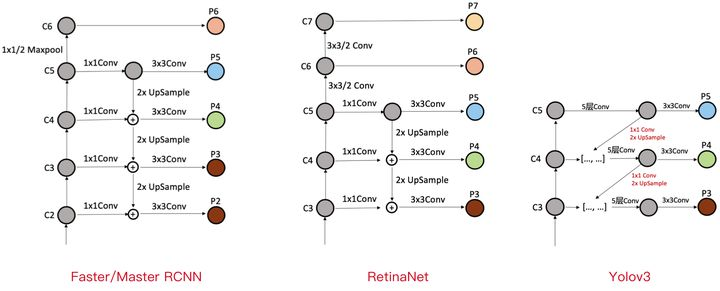 P6
C6
1x1/2 Maxpool
P5
C5
1x1Conv
3x3Conv
2x UpSample
P4
C4
1x1Conv
3x3Conv
2x UpSample
P3
C3
1x1Conv
3x3Conv
2x UpSample
P2
C2
1x1Conv
3x3Conv
Faster/Master RCNN
P7
C7
3x3/2 Conv
P6
C6
3x3/2 Conv
P5
C5
1x1Conv
3x3Conv
2x UpSample
P4
C4
1x1Conv
3x3Conv
2x UpSample
P3
C3
1x1Conv
3x3Conv
RetinaNet
P5
C5
5层Conv
3x3Conv
1x1 Conv
2x UpSample
P4
C4
[..., ...]
5层Conv
3x3Conv
1x1 Conv
2x UpSample
P3
C3
[..., ...]
5层Conv
3x3Conv
Yolov3